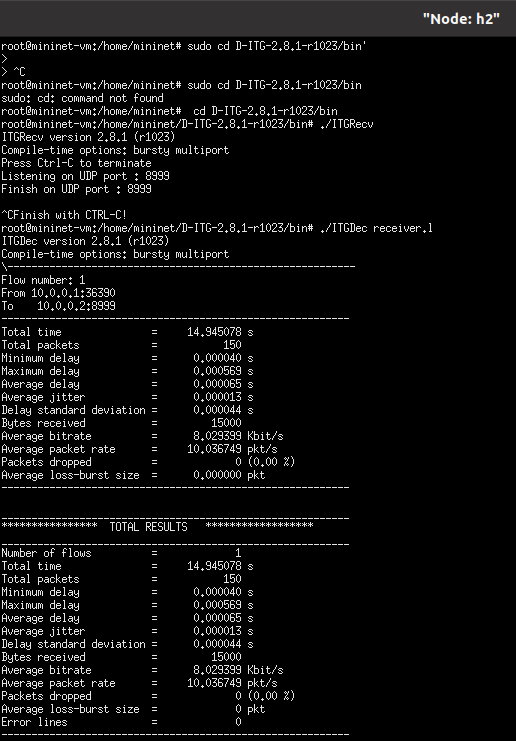 "Node: h2"
root@mininet-vm:/home/mininet# sudo cd D-ITG-2.8.1-r1023/bin'
>
> ^C
root@mininet-vm:/home/mininet# sudo cd D-ITG-2.8.1-r1023/bin
sudo: cd: command not found
root@mininet-vm:/home/mininet#  cd D-ITG-2.8.1-r1023/bin
root@mininet-vm:/home/mininet/D-ITG-2.8.1-r1023/bin# ./ITGRecv
ITGRecv version 2.8.1 (r1023)
Compile-time options: bursty multiport
Press Ctrl-C to terminate
Listening on UDP port : 8999
Finish on UDP port : 8999

^CFinish with CTRL-C!
root@mininet-vm:/home/mininet/D-ITG-2.8.1-r1023/bin# ./ITGDec receiver.l
ITGDec version 2.8.1 (r1023)
Compile-time options: bursty multiport
\----------------------------------------------------------
Flow number: 1
From 10.0.0.1:36390
To    10.0.0.2:8999
----------------------------------------------------------
Total time               =     14.945078 s
Total packets            =           150
Minimum delay            =      0.000040 s
Maximum delay            =      0.000569 s
Average delay            =      0.000065 s
Average jitter           =      0.000013 s
Delay standard deviation =      0.000044 s
Bytes received           =         15000
Average bitrate          =      8.029399 Kbit/s
Average packet rate      =     10.036749 pkt/s
Packets dropped          =             0 (0.00 %)
Average loss-burst size  =      0.000000 pkt
----------------------------------------------------------

__________________________________________________________
****************  TOTAL RESULTS   ******************
__________________________________________________________
Number of flows          =             1
Total time               =     14.945078 s
Total packets            =           150
Minimum delay            =      0.000040 s
Maximum delay            =      0.000569 s
Average delay            =      0.000065 s
Average jitter           =      0.000013 s
Delay standard deviation =      0.000044 s
Bytes received           =         15000
Average bitrate          =      8.029399 Kbit/s
Average packet rate      =     10.036749 pkt/s
Packets dropped          =             0 (0.00 %)
Average loss-burst size  =             0 pkt
Error lines              =             0
----------------------------------------------------------